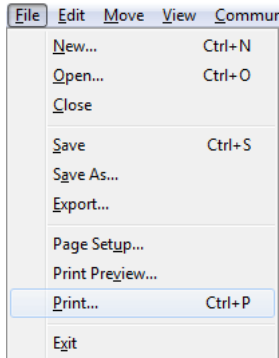 File Edit Move View Commun
New... Ctrl+N
Open... Ctrl+O
Close
Save Ctrl+S
Save As...
Export...
Page Setup...
Print Preview...
Print... Ctrl+P
Exit